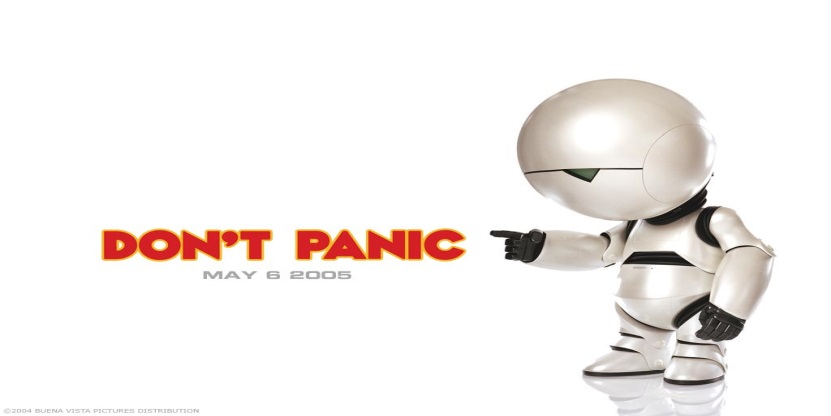 DON'T PANIC
MAY 6 2005
©2004 BUENA VISTA PICTURES DISTRIBUTION